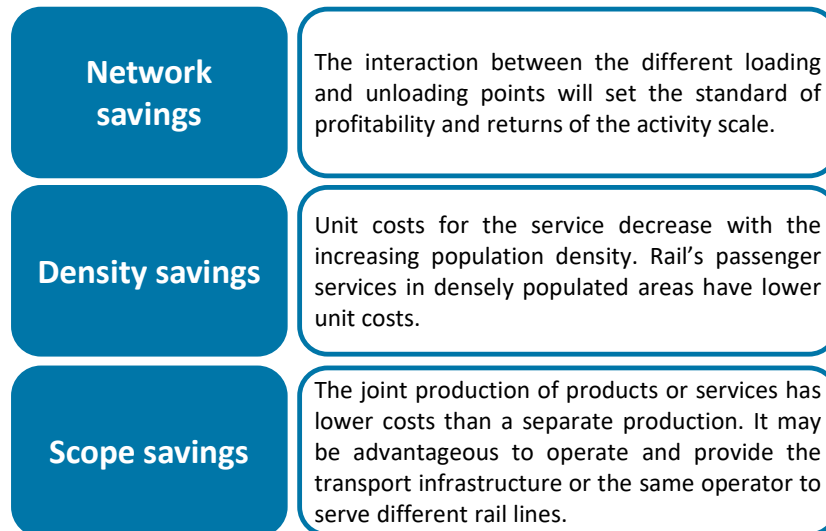 Network
savings
The interaction between the different loading
and unloading points will set the standard of
profitability and returns of the activity scale.
Density savings
Unit costs for the service decrease with the
increasing population density. Rail’s passenger
services in densely populated areas have lower
unit costs.
Scope savings
The joint production of products or services has
lower costs than a separate production. It may
be advantageous to operate and provide the
transport infrastructure or the same operator to
serve different rail lines.